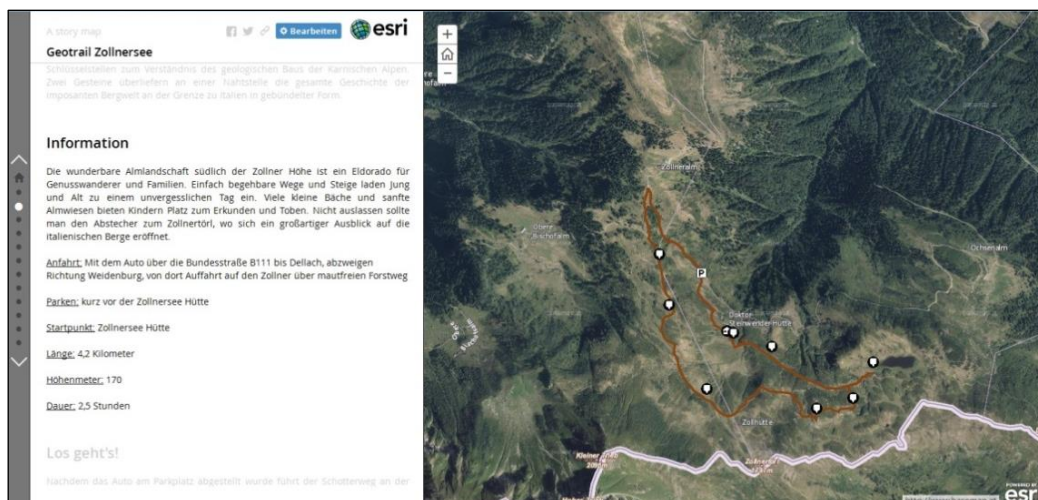 A story map
Bearbeiten
esri
Geotrail Zollnersee
Schlüsselstellen zum Verständnis des geologischen Baus der Karnischen Alpen.
Zwei Gesteine überliefern an einer Nahtstelle die gesamte Geschichte der
imposanten Bergwelt an der Grenze zu Italien in gebündelter Form.
Information
Die wunderbare Almlandschaft südlich der Zollner Höhe ist ein Eldorado für
Genusswanderer und Familien. Einfach begehbare Wege und Steige laden Jung
und Alt zu einem unvergesslichen Tag ein. Viele kleine Bäche und sanfte
Almwiesen bieten Kindern Platz zum Erkunden und Toben. Nicht auslassen sollte
man den Abstecher zum Zollnertörl, wo sich ein großartiger Ausblick auf die
italienischen Berge eröffnet.
Anfahrt: Mit dem Auto über die Bundesstraße B111 bis Dellach, abzweigen
Richtung Weidenburg, von dort Auffahrt auf den Zollner über mautfreien Forstweg
Parken: kurz vor der Zollnersee Hütte
Startpunkt: Zollnersee Hütte
Länge: 4,2 Kilometer
Höhenmeter: 170
Dauer: 2,5 Stunden
Los geht's!
Nachdem das Auto am Parkplatz abgestellt wurde führt der Schotterweg an der
+
−
Zollneralm
Obere
Bischofalm
Ochsenalm
P
Doktor-
Steinwender-Hütte
Zollhütte
Kleiner
POWERED BY
esri